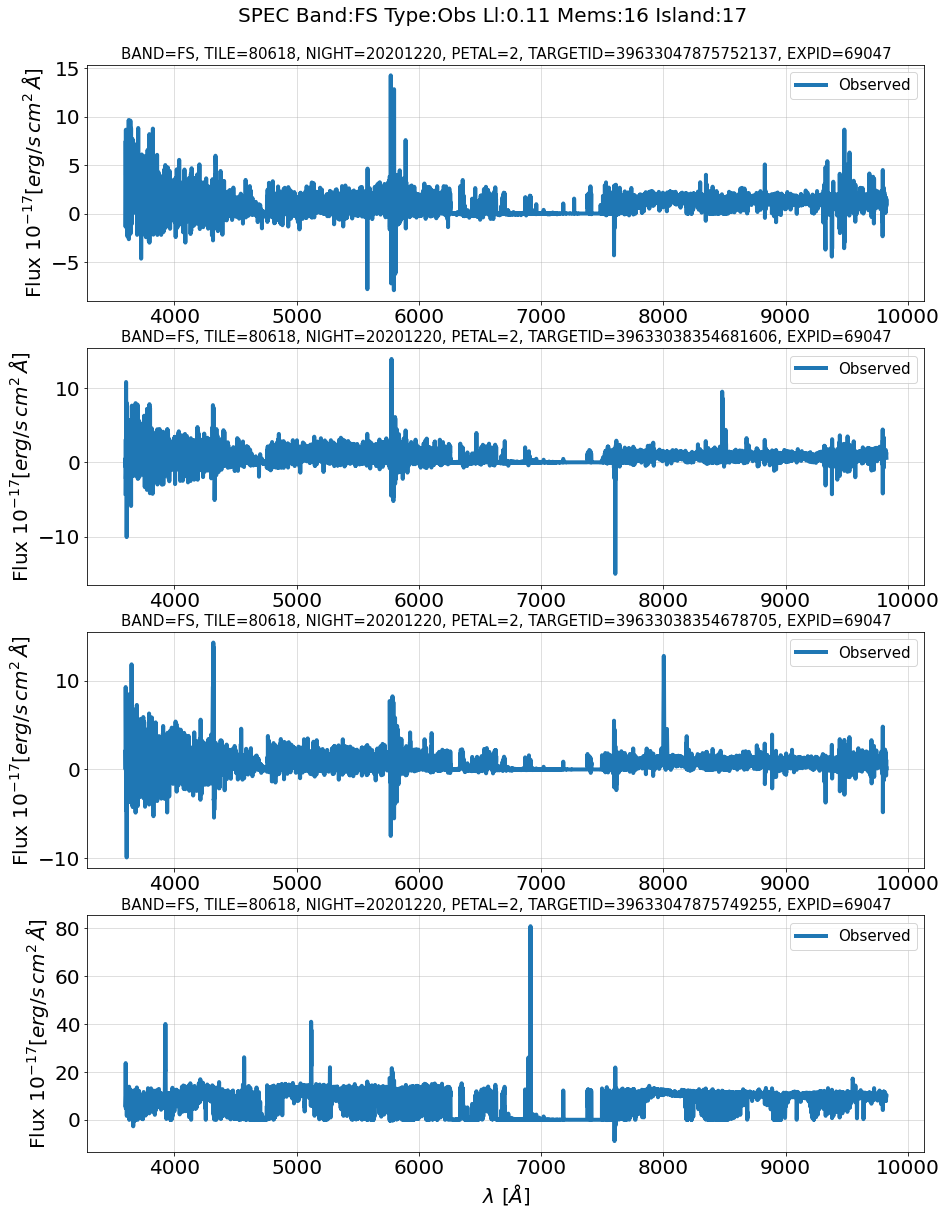 SPEC Band:FS Type:Obs Ll:0.11 Mems:16 Island:17
BAND=FS, TILE=80618, NIGHT=20201220, PETAL=2, TARGETID=39633047875752137, EXPID=69047
Flux 10⁻¹⁷[erg/s cm² Å]
15
10
5
0
−5
Observed
4000 5000 6000 7000 8000 9000 10000
BAND=FS, TILE=80618, NIGHT=20201220, PETAL=2, TARGETID=39633038354681606, EXPID=69047
Flux 10⁻¹⁷[erg/s cm² Å]
10
0
−10
Observed
4000 5000 6000 7000 8000 9000 10000
BAND=FS, TILE=80618, NIGHT=20201220, PETAL=2, TARGETID=39633038354678705, EXPID=69047
Flux 10⁻¹⁷[erg/s cm² Å]
10
0
−10
Observed
4000 5000 6000 7000 8000 9000 10000
BAND=FS, TILE=80618, NIGHT=20201220, PETAL=2, TARGETID=39633047875749255, EXPID=69047
Flux 10⁻¹⁷[erg/s cm² Å]
80
60
40
20
0
Observed
4000 5000 6000 7000 8000 9000 10000
λ [Å]